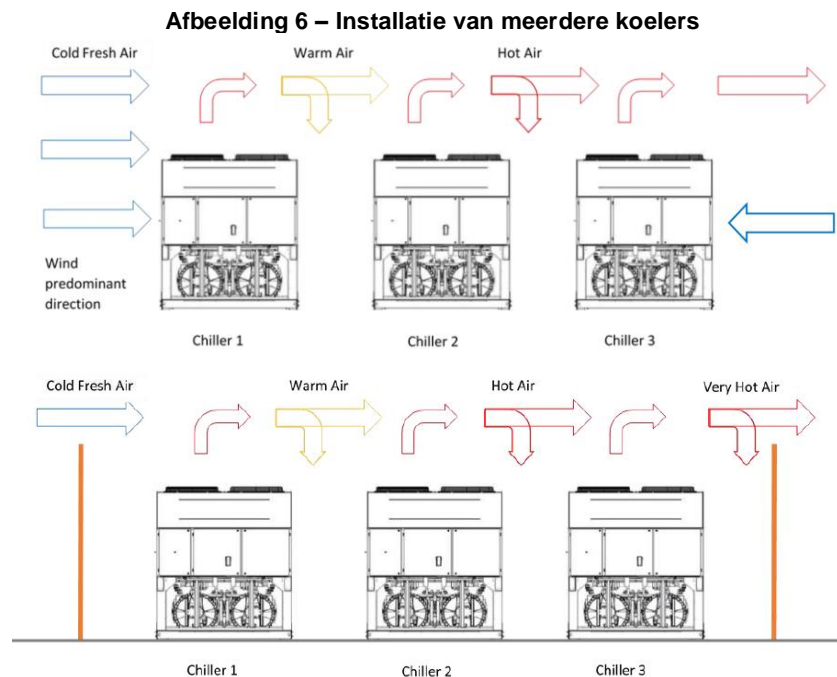 Afbeelding 6 – Installatie van meerdere koelers
Cold Fresh Air
Warm Air
Hot Air
Wind
predominant
direction
Chiller 1
Chiller 2
Chiller 3
Cold Fresh Air
Warm Air
Hot Air
Very Hot Air
Chiller 1
Chiller 2
Chiller 3